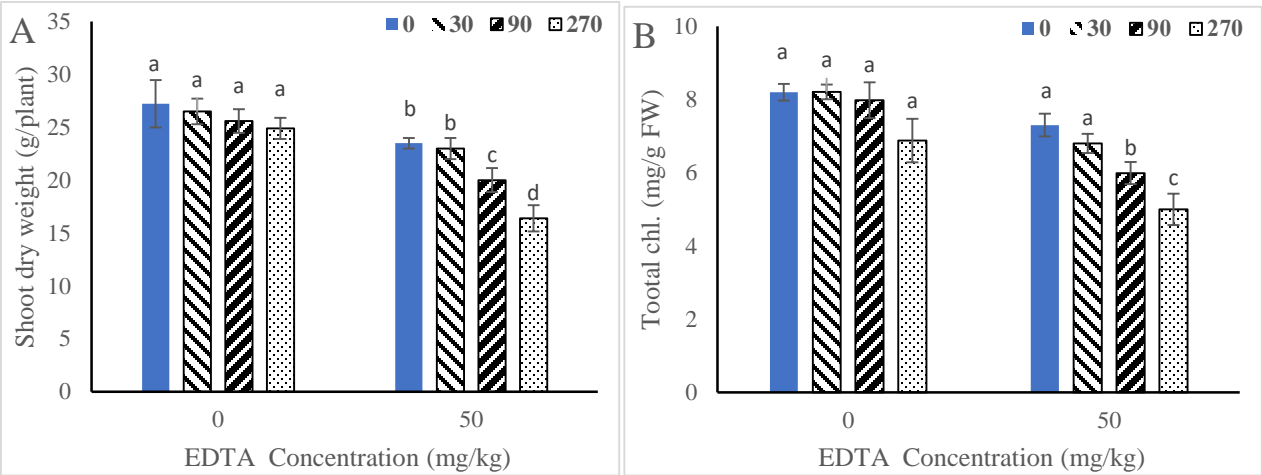 A
0 30 90 270
Shoot dry weight (g/plant)
35
30
25
20
15
10
5
0
a a a a
b b c d
0 50
EDTA Concentration (mg/kg)
B
0 30 90 270
Tootal chl. (mg/g FW)
10
8
6
4
2
0
a a a a
a a b c
0 50
EDTA Concentration (mg/kg)